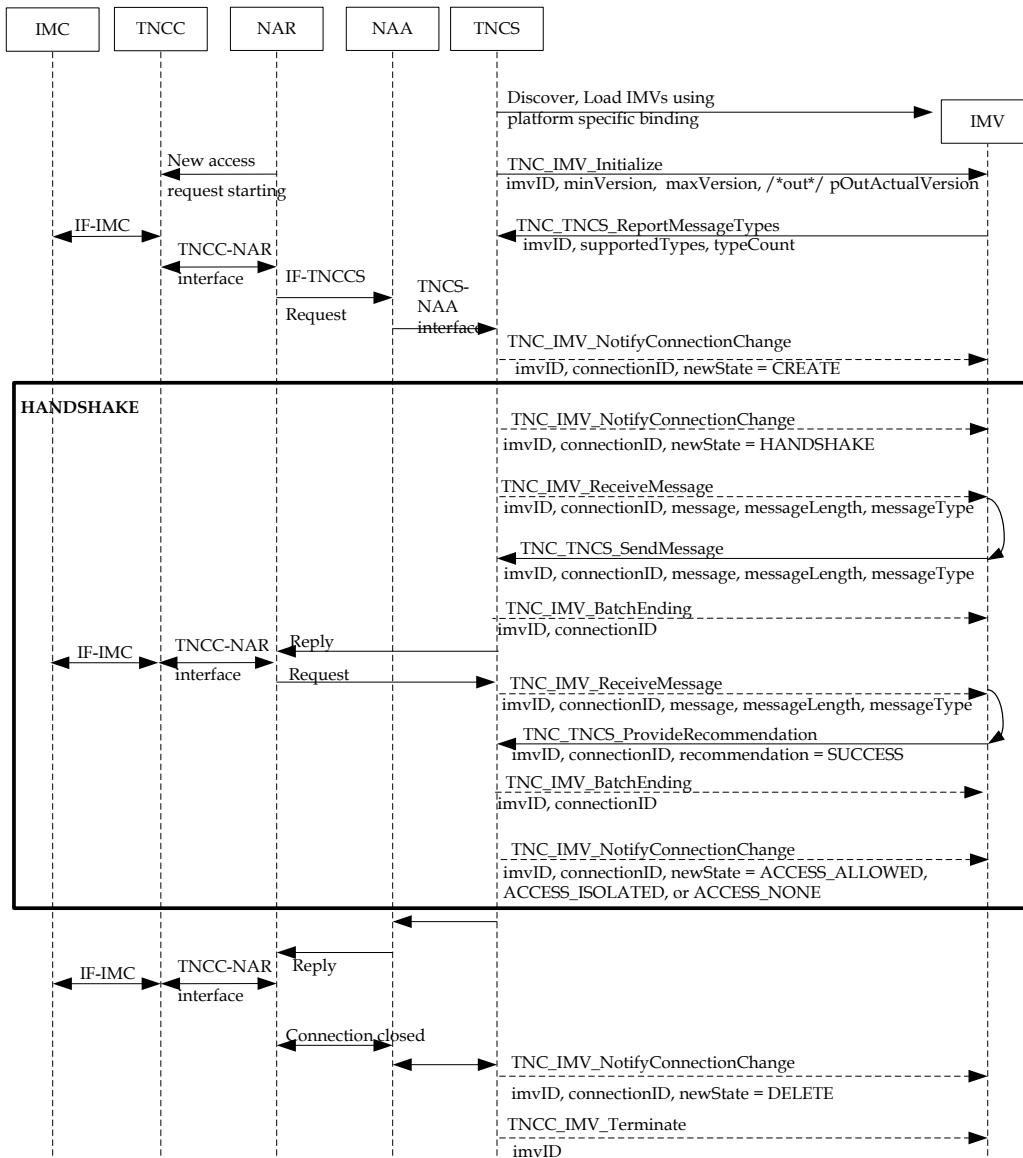 IMC
TNCC
NAR
NAA
TNCS
Discover, Load IMVs using
platform specific binding
IMV
New access
request starting
TNC_IMV_Initialize
imvID, minVersion, maxVersion, /*out*/ pOutActualVersion
IF-IMC
TNC_TNCS_ReportMessageTypes
imvID, supportedTypes, typeCount
TNCC-NAR
interface
IF-TNCCS
Request
TNCS-
NAA
interface
TNC_IMV_NotifyConnectionChange
imvID, connectionID, newState = CREATE
HANDSHAKE
TNC_IMV_NotifyConnectionChange
imvID, connectionID, newState = HANDSHAKE
TNC_IMV_ReceiveMessage
imvID, connectionID, message, messageLength, messageType
TNC_TNCS_SendMessage
imvID, connectionID, message, messageLength, messageType
TNC_IMV_BatchEnding
imvID, connectionID
IF-IMC
TNCC-NAR
interface
Reply
Request
TNC_IMV_ReceiveMessage
imvID, connectionID, message, messageLength, messageType
TNC_TNCS_ProvideRecommendation
imvID, connectionID, recommendation = SUCCESS
TNC_IMV_BatchEnding
imvID, connectionID
TNC_IMV_NotifyConnectionChange
imvID, connectionID, newState = ACCESS_ALLOWED,
ACCESS_ISOLATED, or ACCESS_NONE
IF-IMC
TNCC-NAR
interface
Reply
Connection closed
TNC_IMV_NotifyConnectionChange
imvID, connectionID, newState = DELETE
TNCC_IMV_Terminate
imvID